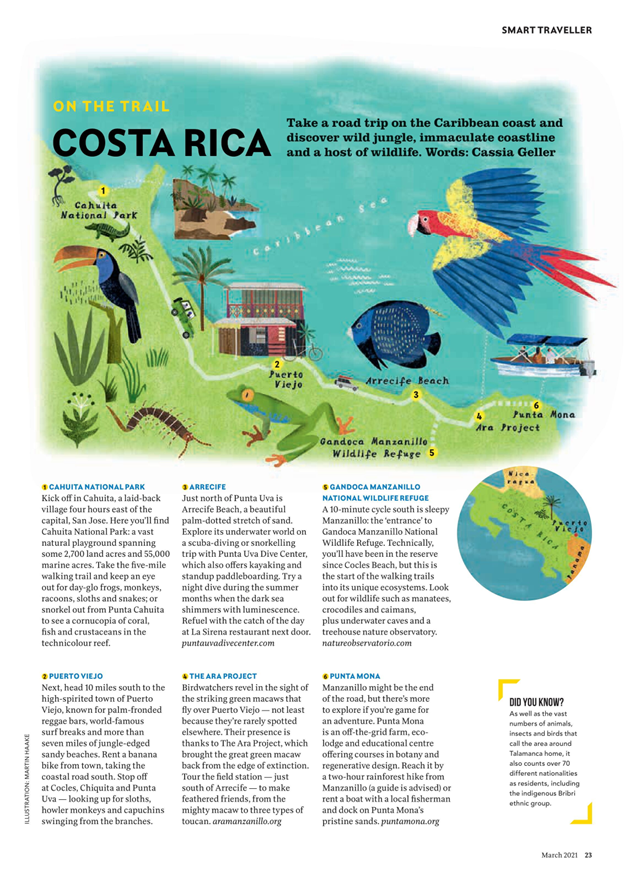 SMART TRAVELLER
ON THE TRAIL
COSTA RICA
Take a road trip on the Caribbean coast and
discover wild jungle, immaculate coastline
and a host of wildlife. Words: Cassia Geller
1
Cahuita
National Park
Caribbean Sea
2
Puerto
Viejo
Arrecife Beach
3
4
Ara Project
6
Punta Mona
Gandoca Manzanillo
Wildlife Refuge 5
1 CAHUITA NATIONAL PARK
Kick off in Cahuita, a laid-back
village four hours east of the
capital, San Jose. Here you'll find
Cahuita National Park: a vast
natural playground spanning
some 2,700 land acres and 55,000
marine acres. Take the five-mile
walking trail and keep an eye
out for day-glo frogs, monkeys,
racoons, sloths and snakes; or
snorkel out from Punta Cahuita
to see a cornucopia of coral,
fish and crustaceans in the
technicolour reef.
2 PUERTO VIEJO
Next, head 10 miles south to the
high-spirited town of Puerto
Viejo, known for palm-fronded
reggae bars, world-famous
surf breaks and more than
seven miles of jungle-edged
sandy beaches. Rent a banana
bike from town, taking the
coastal road south. Stop off
at Cocles, Chiquita and Punta
Uva — looking up for sloths,
howler monkeys and capuchins
swinging from the branches.
3 ARRECIFE
Just north of Punta Uva is
Arrecife Beach, a beautiful
palm-dotted stretch of sand.
Explore its underwater world on
a scuba-diving or snorkelling
trip with Punta Uva Dive Center,
which also offers kayaking and
standup paddleboarding. Try a
night dive during the summer
months when the dark sea
shimmers with luminescence.
Refuel with the catch of the day
at La Sirena restaurant next door.
puntauvadivecenter.com
4 THE ARA PROJECT
Birdwatchers revel in the sight of
the striking green macaws that
fly over Puerto Viejo — not least
because they're rarely spotted
elsewhere. Their presence is
thanks to The Ara Project, which
brought the great green macaw
back from the edge of extinction.
Tour the field station — just
south of Arrecife — to make
feathered friends, from the
mighty macaw to three types of
toucan. aramanzanillo.org
5 GANDOCA MANZANILLO
NATIONAL WILDLIFE REFUGE
A 10-minute cycle south is sleepy
Manzanillo: the 'entrance' to
Gandoca Manzanillo National
Wildlife Refuge. Technically,
you'll have been in the reserve
since Cocles Beach, but this is
the start of the walking trails
into its unique ecosystems. Look
out for wildlife such as manatees,
crocodiles and caimans,
plus underwater caves and a
treehouse nature observatory.
natureobservatorio.com
6 PUNTA MONA
Manzanillo might be the end
of the road, but there's more
to explore if you're game for
an adventure. Punta Mona
is an off-the-grid farm, eco-
lodge and educational centre
offering courses in botany and
regenerative design. Reach it by
a two-hour rainforest hike from
Manzanillo (a guide is advised) or
rent a boat with a local fisherman
and dock on Punta Mona's
pristine sands. puntamona.org
Nica
ragua
COSTA RICA
Puerto
Viejo
Panama
DID YOU KNOW?
As well as the vast
numbers of animals,
insects and birds that
call the area around
Talamanca home, it
also counts over 70
different nationalities
as residents, including
the indigenous Bribri
ethnic group.
ILLUSTRATION: MARTIN HAAKE
March 2021 23